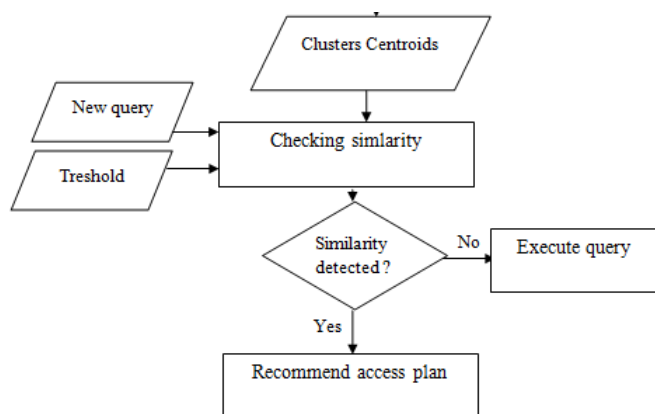 Clusters Centroids
New query
Checking simlarity
Treshold
Similarity
detected?
No
Execute query
Yes
Recommend access plan